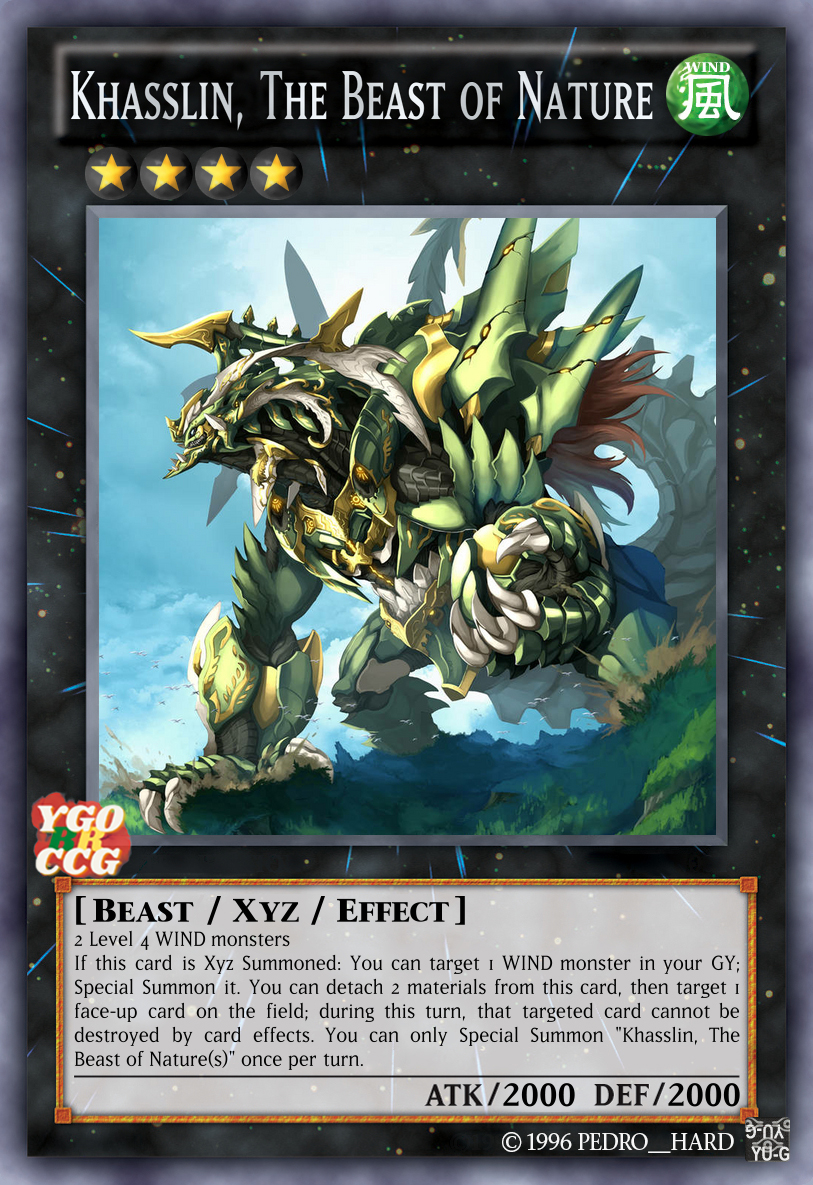 Khasslin, The Beast of Nature
WIND
風
YGO
BR
CCG
[ Beast / Xyz / Effect ]
2 Level 4 WIND monsters
If this card is Xyz Summoned: You can target 1 WIND monster in your GY;
Special Summon it. You can detach 2 materials from this card, then target 1
face-up card on the field; during this turn, that targeted card cannot be
destroyed by card effects. You can only Special Summon "Khasslin, The
Beast of Nature(s)" once per turn.
ATK/2000 DEF/2000
© 1996 PEDRO__HARD
YU-G
YU-G